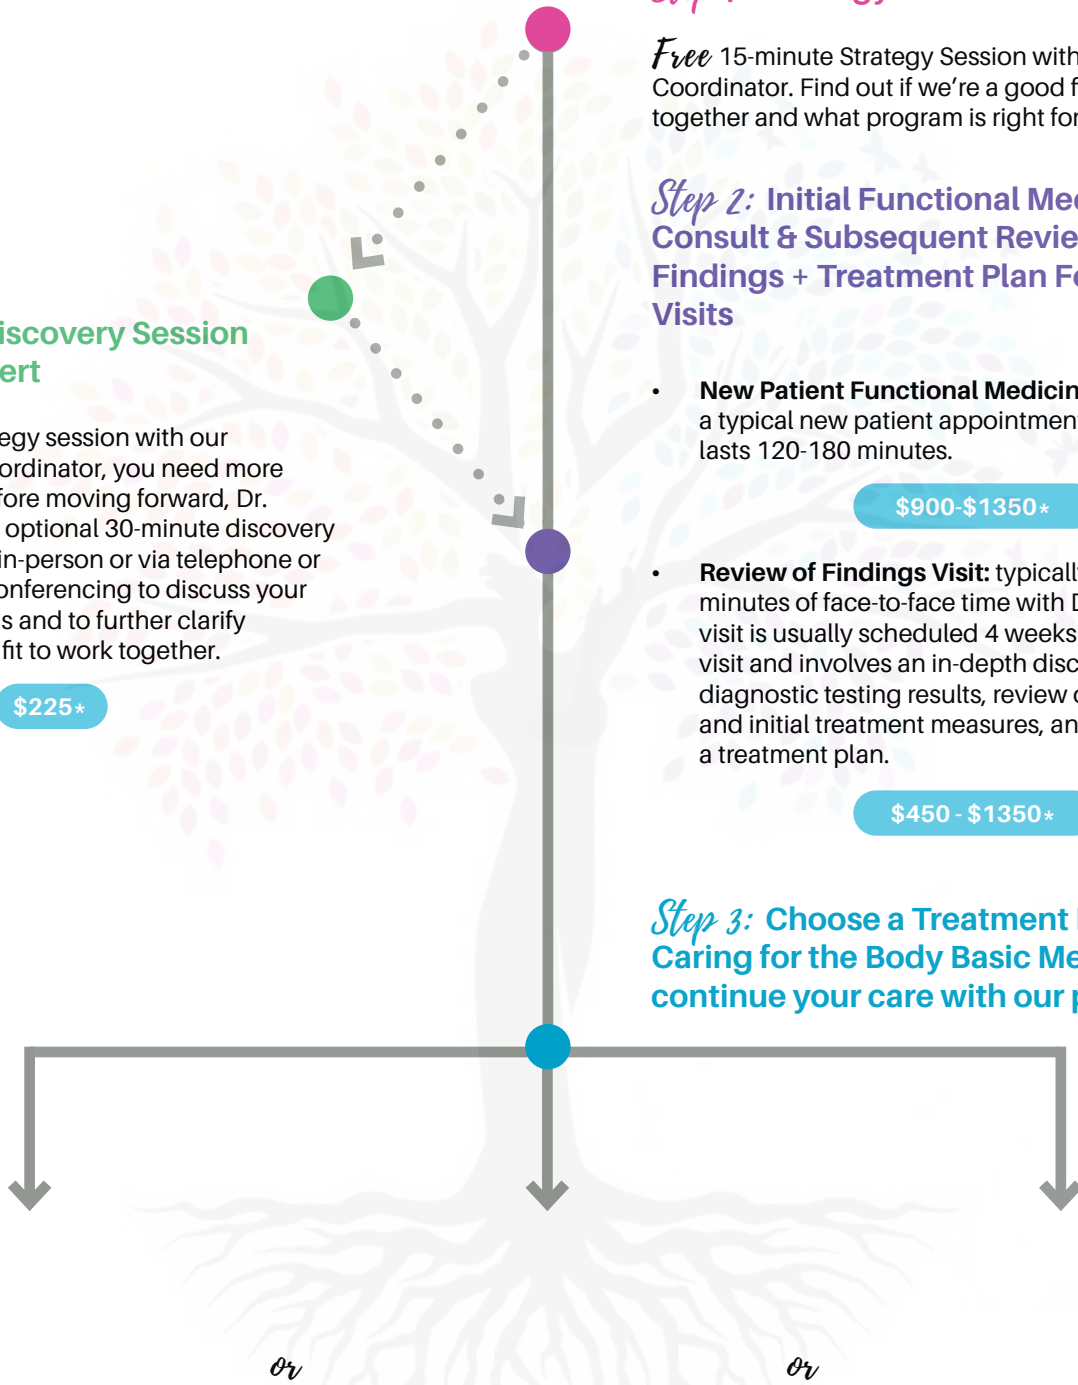 Free 15-minute Strategy Session with
Coordinator. Find out if we're a good f
together and what program is right for
Step 2: Initial Functional Med
Consult & Subsequent Revie
Findings + Treatment Plan Fo
Visits
iscovery Session
ert
egy session with our
ordinator, you need more
fore moving forward, Dr.
optional 30-minute discovery
in-person or via telephone or
onferencing to discuss your
s and to further clarify
fit to work together.
$225*
• New Patient Functional Medicin
a typical new patient appointment
lasts 120-180 minutes.
$900-$1350*
• Review of Findings Visit: typicall
minutes of face-to-face time with D
visit is usually scheduled 4 weeks
visit and involves an in-depth disc
diagnostic testing results, review o
and initial treatment measures, an
a treatment plan.
$450 - $1350*
Step 3: Choose a Treatment
Caring for the Body Basic Me
continue your care with our p
or
or